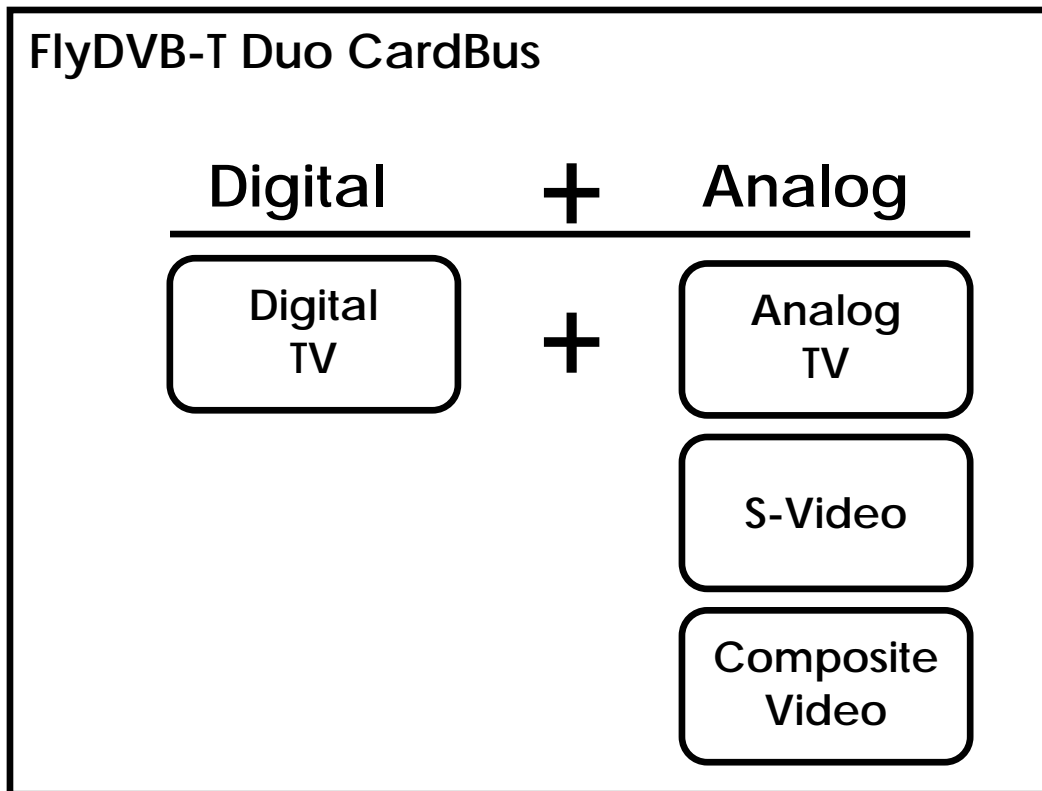 FlyDVB-T Duo CardBus
Digital + Analog
Digital
TV
+
Analog
TV
S-Video
Composite
Video